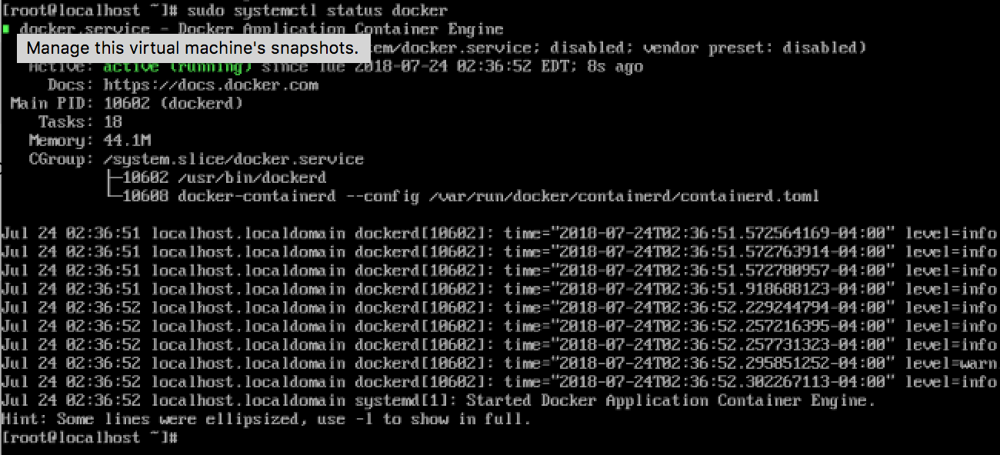 [root@localhost ~]# sudo systemctl status docker
docker.service - Docker Application Container Engine
Manage this virtual machine's snapshots.
em/docker.service; disabled; vendor preset: disabled)
Active: active (running) since Tue 2018-07-24 02:36:52 EDT; 8s ago
Docs: https://docs.docker.com
Main PID: 10602 (dockerd)
Tasks: 18
Memory: 44.1M
CGroup: /system.slice/docker.service
├─10602 /usr/bin/dockerd
└─10608 docker-containerd --config /var/run/docker/containerd/containerd.toml
Jul 24 02:36:51 localhost.localdomain dockerd[10602]: time="2018-07-24T02:36:51.572564169-04:00" level=info
Jul 24 02:36:51 localhost.localdomain dockerd[10602]: time="2018-07-24T02:36:51.572763914-04:00" level=info
Jul 24 02:36:51 localhost.localdomain dockerd[10602]: time="2018-07-24T02:36:51.572780957-04:00" level=info
Jul 24 02:36:51 localhost.localdomain dockerd[10602]: time="2018-07-24T02:36:51.918688123-04:00" level=info
Jul 24 02:36:52 localhost.localdomain dockerd[10602]: time="2018-07-24T02:36:52.229244794-04:00" level=info
Jul 24 02:36:52 localhost.localdomain dockerd[10602]: time="2018-07-24T02:36:52.257216395-04:00" level=info
Jul 24 02:36:52 localhost.localdomain dockerd[10602]: time="2018-07-24T02:36:52.257731323-04:00" level=info
Jul 24 02:36:52 localhost.localdomain dockerd[10602]: time="2018-07-24T02:36:52.295851252-04:00" level=warn
Jul 24 02:36:52 localhost.localdomain dockerd[10602]: time="2018-07-24T02:36:52.302267113-04:00" level=info
Jul 24 02:36:52 localhost.localdomain systemd[1]: Started Docker Application Container Engine.
Hint: Some lines were ellipsized, use -l to show in full.
[root@localhost ~]#